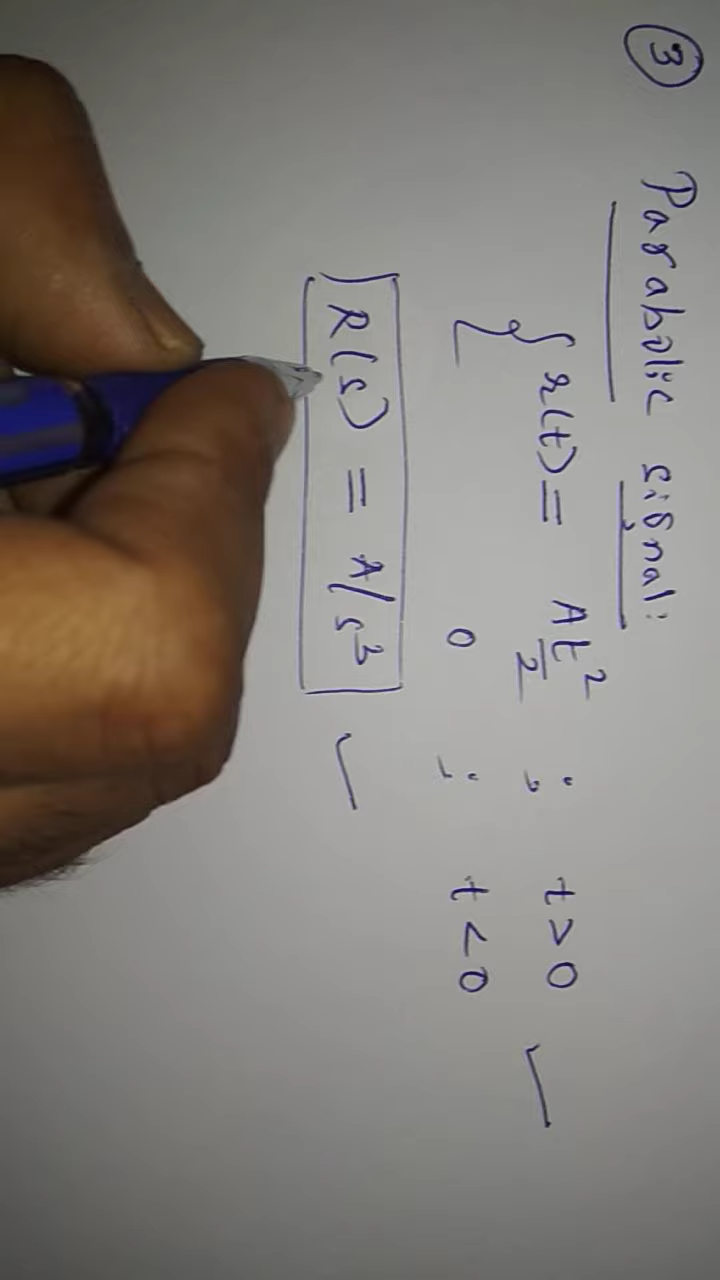 ③ Parabolic signal:
r(t) = At²/2 ; t>0
0 ; t<0
R(s) = A/s³